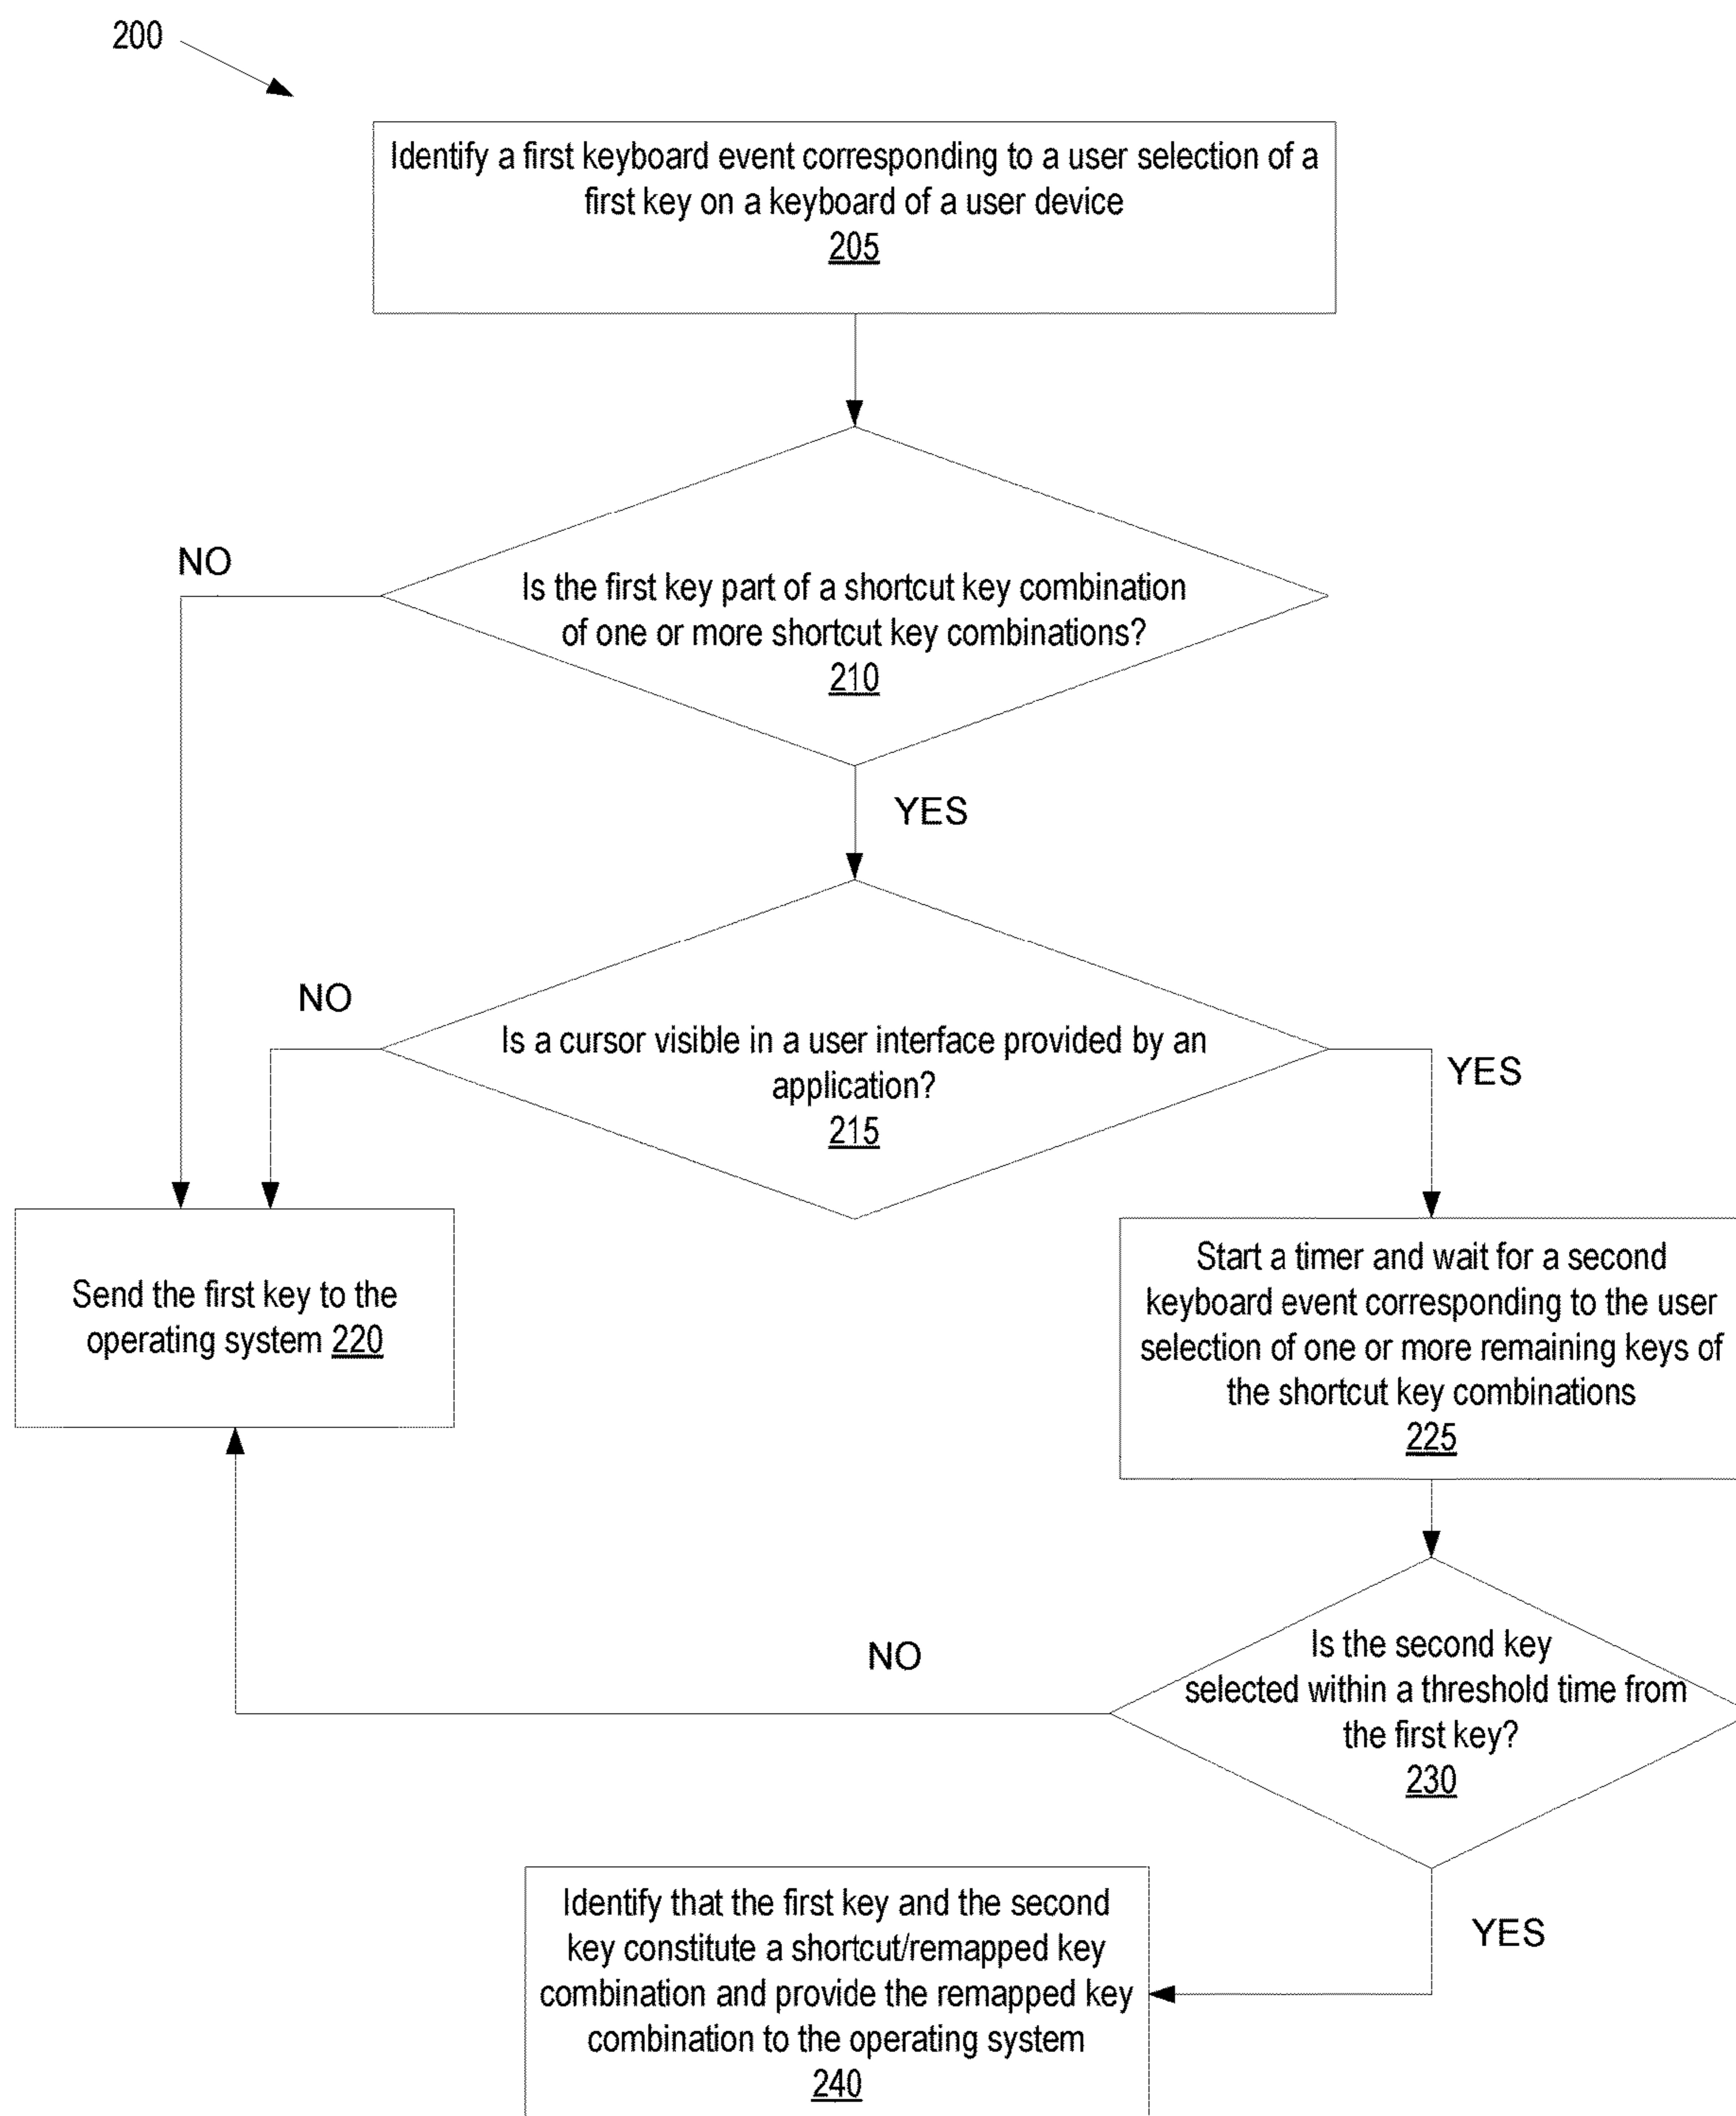 200
Identify a first keyboard event corresponding to a user selection of a
first key on a keyboard of a user device
205
NO
Is the first key part of a shortcut key combination
of one or more shortcut key combinations?
210
YES
NO
Is a cursor visible in a user interface provided by an
application?
215
YES
Send the first key to the
operating system 220
Start a timer and wait for a second
keyboard event corresponding to the user
selection of one or more remaining keys of
the shortcut key combinations
225
NO
Is the second key
selected within a threshold time from
the first key?
230
YES
Identify that the first key and the second
key constitute a shortcut/remapped key
combination and provide the remapped key
combination to the operating system
240